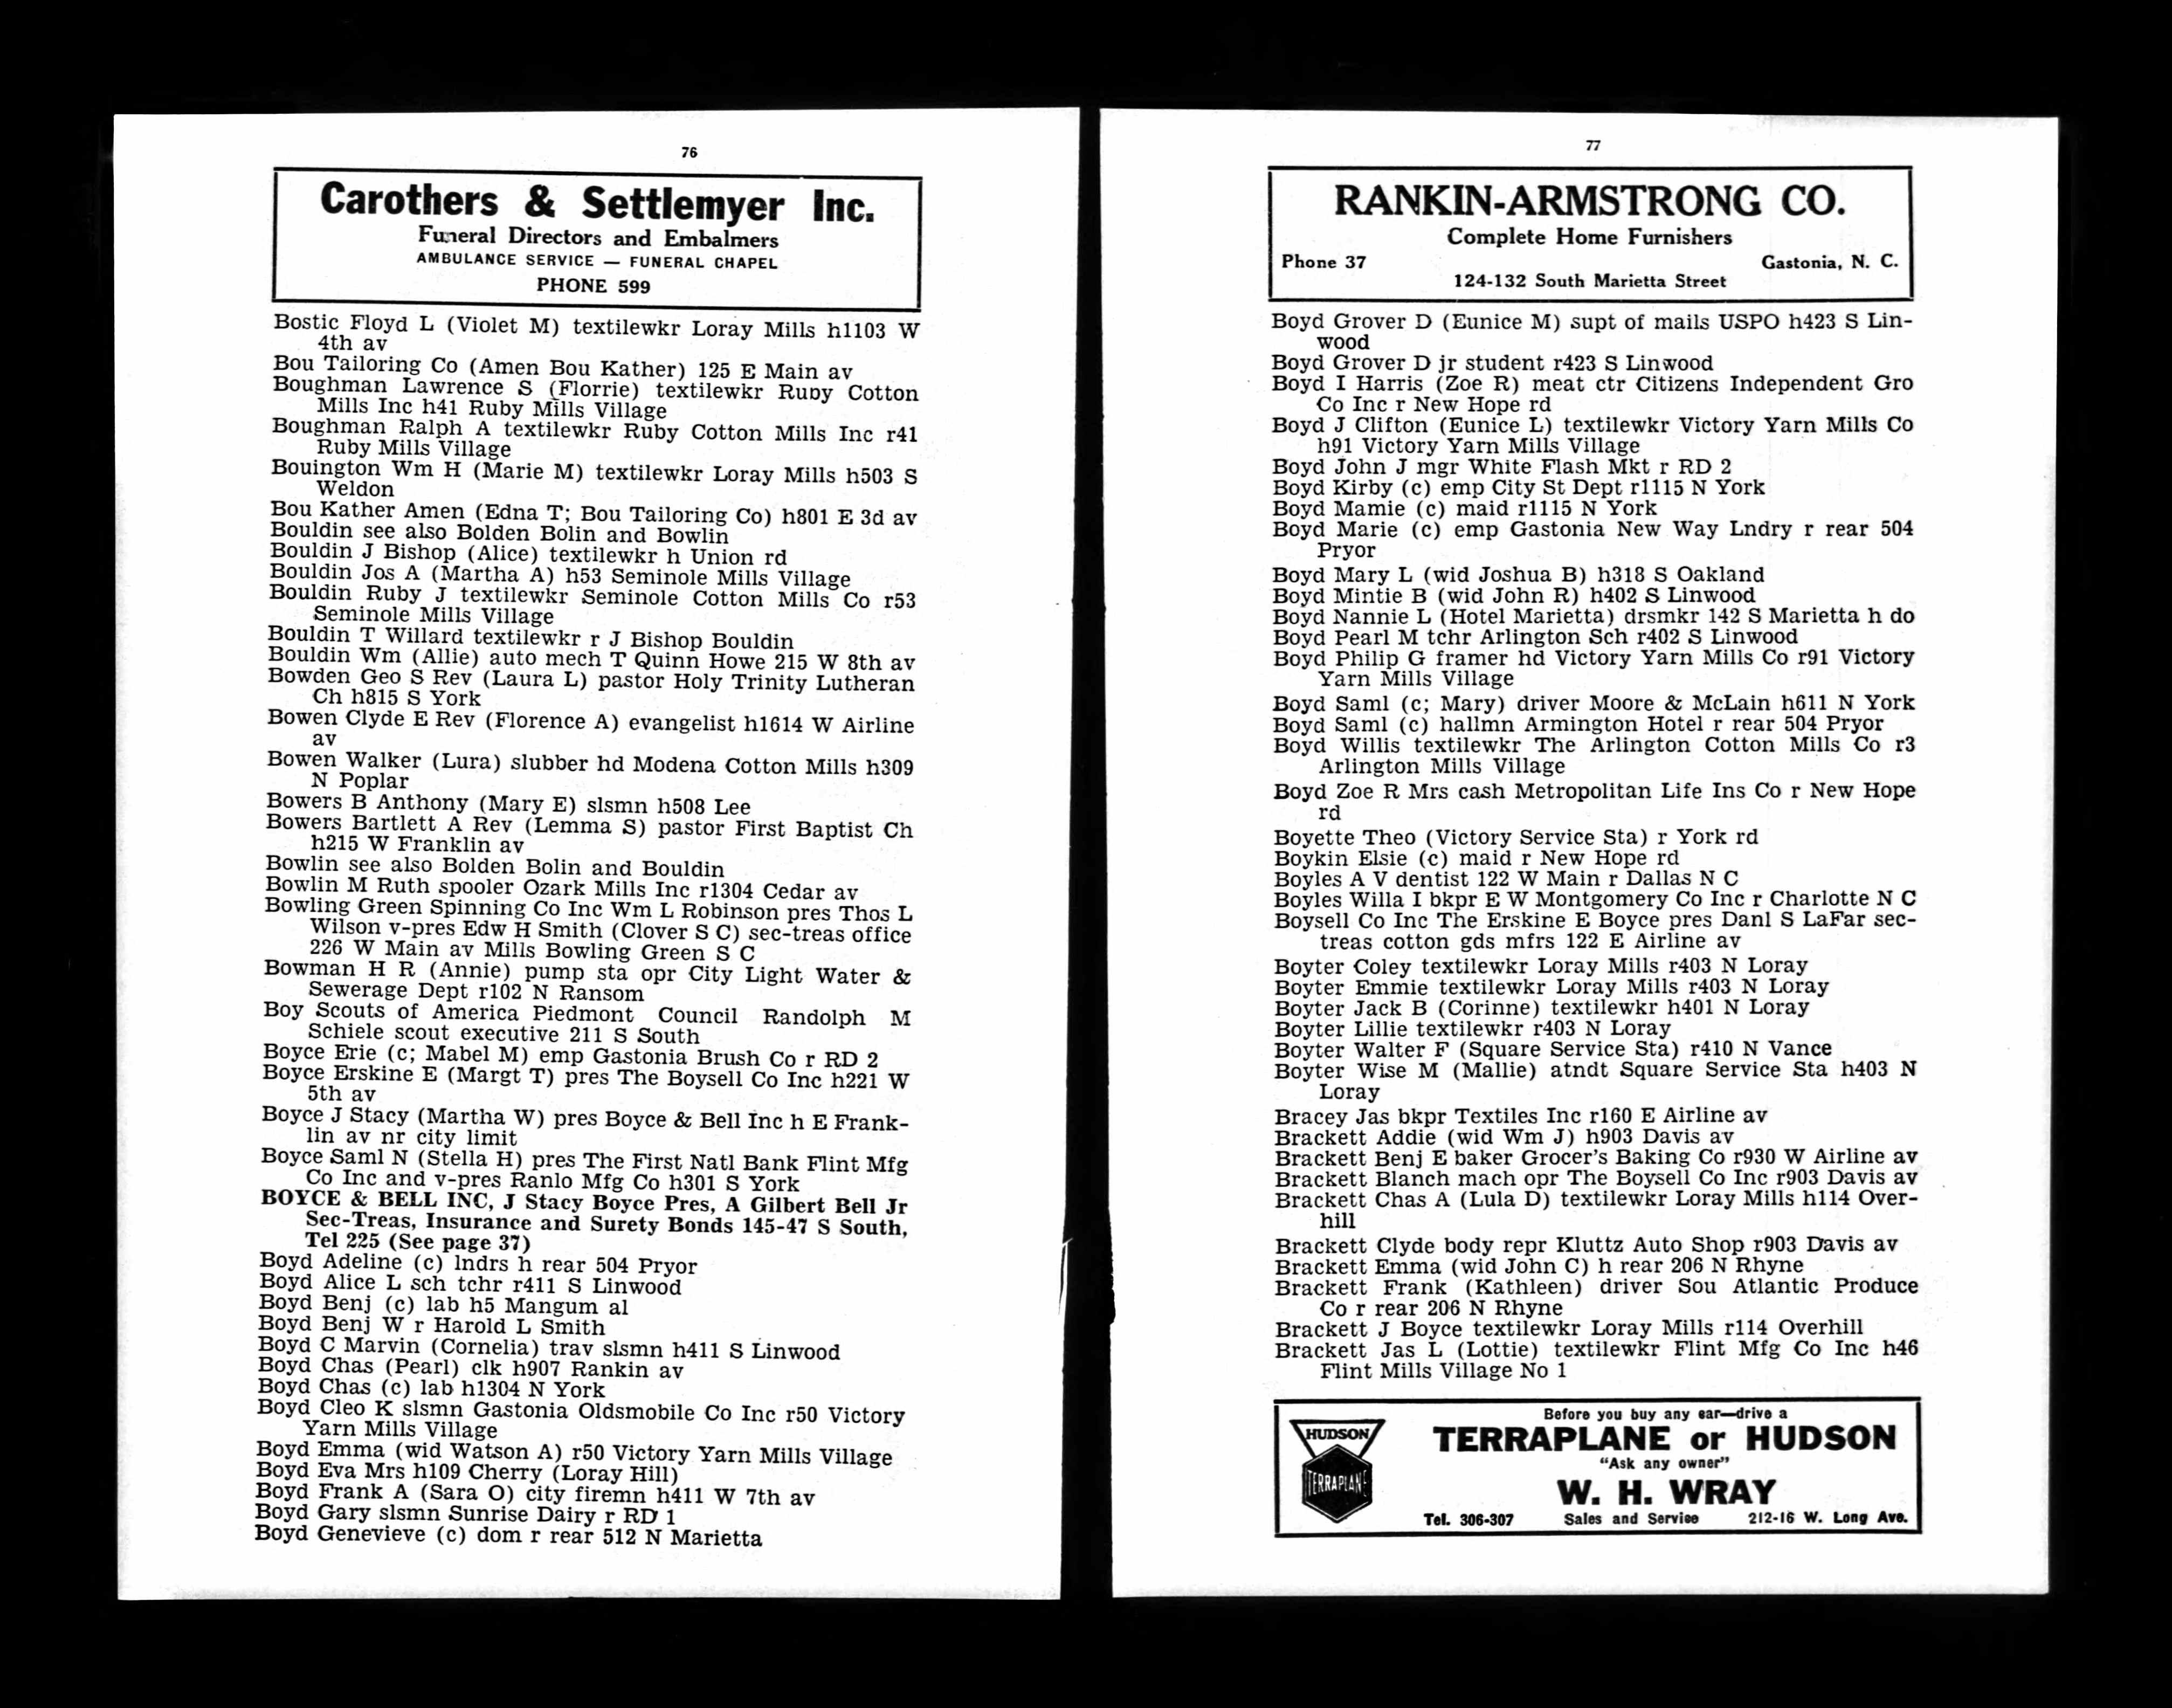 76
Carothers & Settlemyer Inc.
Funeral Directors and Embalmers
AMBULANCE SERVICE — FUNERAL CHAPEL
PHONE 599
Bostic Floyd L (Violet M) textilewkr Loray Mills h1103 W
4th av
Bou Tailoring Co (Amen Bou Kather) 125 E Main av
Boughman Lawrence S (Florrie) textilewkr Ruby Cotton
Mills Inc h41 Ruby Mills Village
Boughman Ralph A textilewkr Ruby Cotton Mills Inc r41
Ruby Mills Village
Bouington Wm H (Marie M) textilewkr Loray Mills h503 S
Weldon
Bou Kather Amen (Edna T; Bou Tailoring Co) h801 E 3d av
Bouldin see also Bolden Bolin and Bowlin
Bouldin J Bishop (Alice) textilewkr h Union rd
Bouldin Jos A (Martha A) h53 Seminole Mills Village
Bouldin Ruby J textilewkr Seminole Cotton Mills Co r53
Seminole Mills Village
Bouldin T Willard textilewkr r J Bishop Bouldin
Bouldin Wm (Allie) auto mech T Quinn Howe 215 W 8th av
Bowden Geo S Rev (Laura L) pastor Holy Trinity Lutheran
Ch h815 S York
Bowen Clyde E Rev (Florence A) evangelist h1614 W Airline
av
Bowen Walker (Lura) slubber hd Modena Cotton Mills h309
N Poplar
Bowers B Anthony (Mary E) slsmn h508 Lee
Bowers Bartlett A Rev (Lemma S) pastor First Baptist Ch
h215 W Franklin av
Bowlin see also Bolden Bolin and Bouldin
Bowlin M Ruth spooler Ozark Mills Inc r1304 Cedar av
Bowling Green Spinning Co Inc Wm L Robinson pres Thos L
Wilson v-pres Edw H Smith (Clover S C) sec-treas office
226 W Main av Mills Bowling Green S C
Bowman H R (Annie) pump sta opr City Light Water &
Sewerage Dept r102 N Ransom
Boy Scouts of America Piedmont Council Randolph M
Schiele scout executive 211 S South
Boyce Erie (c; Mabel M) emp Gastonia Brush Co r RD 2
Boyce Erskine E (Margt T) pres The Boysell Co Inc h221 W
5th av
Boyce J Stacy (Martha W) pres Boyce & Bell Inc h E Frank-
lin av nr city limit
Boyce Saml N (Stella H) pres The First Natl Bank Flint Mfg
Co Inc and v-pres Ranlo Mfg Co h301 S York
BOYCE & BELL INC, J Stacy Boyce Pres, A Gilbert Bell Jr
Sec-Treas, Insurance and Surety Bonds 145-47 S South,
Tel 225 (See page 37)
Boyd Adeline (c) lndrs h rear 504 Pryor
Boyd Alice L sch tchr r411 S Linwood
Boyd Benj (c) lab h5 Mangum al
Boyd Benj W r Harold L Smith
Boyd C Marvin (Cornelia) trav slsmn h411 S Linwood
Boyd Chas (Pearl) clk h907 Rankin av
Boyd Chas (c) lab h1304 N York
Boyd Cleo K slsmn Gastonia Oldsmobile Co Inc r50 Victory
Yarn Mills Village
Boyd Emma (wid Watson A) r50 Victory Yarn Mills Village
Boyd Eva Mrs h109 Cherry (Loray Hill)
Boyd Frank A (Sara O) city firemn h411 W 7th av
Boyd Gary slsmn Sunrise Dairy r RD 1
Boyd Genevieve (c) dom r rear 512 N Marietta
77
RANKIN-ARMSTRONG CO.
Complete Home Furnishers
Phone 37 Gastonia, N. C.
124-132 South Marietta Street
Boyd Grover D (Eunice M) supt of mails USPO h423 S Lin-
wood
Boyd Grover D jr student r423 S Linwood
Boyd I Harris (Zoe R) meat ctr Citizens Independent Gro
Co Inc r New Hope rd
Boyd J Clifton (Eunice L) textilewkr Victory Yarn Mills Co
h91 Victory Yarn Mills Village
Boyd John J mgr White Flash Mkt r RD 2
Boyd Kirby (c) emp City St Dept r1115 N York
Boyd Mamie (c) maid r1115 N York
Boyd Marie (c) emp Gastonia New Way Lndry r rear 504
Pryor
Boyd Mary L (wid Joshua B) h318 S Oakland
Boyd Mintie B (wid John R) h402 S Linwood
Boyd Nannie L (Hotel Marietta) drsmkr 142 S Marietta h do
Boyd Pearl M tchr Arlington Sch r402 S Linwood
Boyd Philip G framer hd Victory Yarn Mills Co r91 Victory
Yarn Mills Village
Boyd Saml (c; Mary) driver Moore & McLain h611 N York
Boyd Saml (c) hallmn Armington Hotel r rear 504 Pryor
Boyd Willis textilewkr The Arlington Cotton Mills Co r3
Arlington Mills Village
Boyd Zoe R Mrs cash Metropolitan Life Ins Co r New Hope
rd
Boyette Theo (Victory Service Sta) r York rd
Boykin Elsie (c) maid r New Hope rd
Boyles A V dentist 122 W Main r Dallas N C
Boyles Willa I bkpr E W Montgomery Co Inc r Charlotte N C
Boysell Co Inc The Erskine E Boyce pres Danl S LaFar sec-
treas cotton gds mfrs 122 E Airline av
Boyter Coley textilewkr Loray Mills r403 N Loray
Boyter Emmie textilewkr Loray Mills r403 N Loray
Boyter Jack B (Corinne) textilewkr h401 N Loray
Boyter Lillie textilewkr r403 N Loray
Boyter Walter F (Square Service Sta) r410 N Vance
Boyter Wise M (Mallie) atndt Square Service Sta h403 N
Loray
Bracey Jas bkpr Textiles Inc r160 E Airline av
Brackett Addie (wid Wm J) h903 Davis av
Brackett Benj E baker Grocer's Baking Co r930 W Airline av
Brackett Blanch mach opr The Boysell Co Inc r903 Davis av
Brackett Chas A (Lula D) textilewkr Loray Mills h114 Over-
hill
Brackett Clyde body repr Kluttz Auto Shop r903 Davis av
Brackett Emma (wid John C) h rear 206 N Rhyne
Brackett Frank (Kathleen) driver Sou Atlantic Produce
Co r rear 206 N Rhyne
Brackett J Boyce textilewkr Loray Mills r114 Overhill
Brackett Jas L (Lottie) textilewkr Flint Mfg Co Inc h46
Flint Mills Village No 1
HUDSON
TERRAPLANE
Before you buy any car—drive a
TERRAPLANE or HUDSON
"Ask any owner"
W. H. WRAY
Tel. 306-307 Sales and Service 212-16 W. Long Ave.